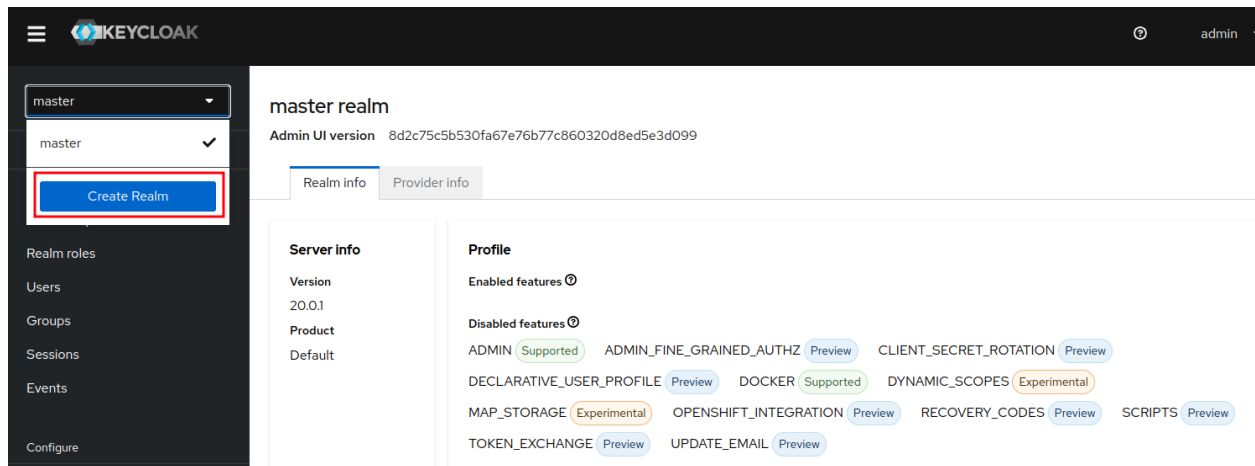 KEYCLOAK
admin
master
master
Create Realm
Realm roles
Users
Groups
Sessions
Events
Configure
master realm
Admin UI version 8d2c75c5b530fa67e76b77c860320d8ed5e3d099
Realm info Provider info
Server info
Version
20.0.1
Product
Default
Profile
Enabled features
Disabled features
ADMIN Supported ADMIN_FINE_GRAINED_AUTHZ Preview CLIENT_SECRET_ROTATION Preview
DECLARATIVE_USER_PROFILE Preview DOCKER Supported DYNAMIC_SCOPES Experimental
MAP_STORAGE Experimental OPENSHIFT_INTEGRATION Preview RECOVERY_CODES Preview SCRIPTS Preview
TOKEN_EXCHANGE Preview UPDATE_EMAIL Preview